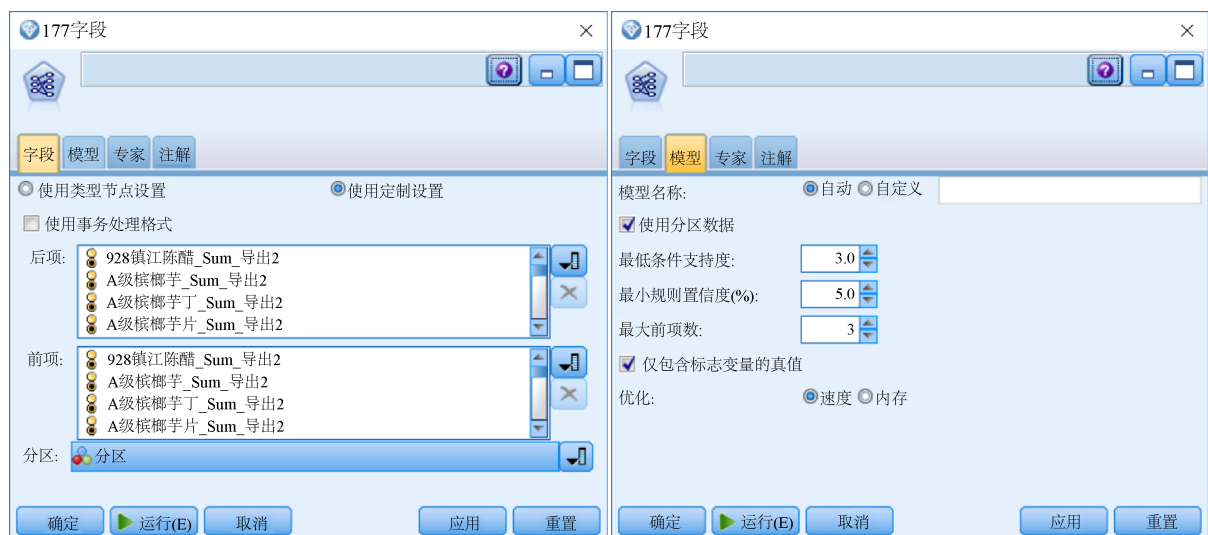 177字段
字段 模型 专家 注解
使用类型节点设置 使用定制设置
使用事务处理格式
后项: 928镇江陈醋_Sum_导出2
A级槟榔芋_Sum_导出2
A级槟榔芋丁_Sum_导出2
A级槟榔芋片_Sum_导出2
前项: 928镇江陈醋_Sum_导出2
A级槟榔芋_Sum_导出2
A级槟榔芋丁_Sum_导出2
A级槟榔芋片_Sum_导出2
分区: 分区
确定 运行(E) 取消 应用 重置
177字段
字段 模型 专家 注解
模型名称: 自动 自定义
使用分区数据
最低条件支持度: 3.0
最小规则置信度(%): 5.0
最大前项数: 3
仅包含标志变量的真值
优化: 速度 内存
确定 运行(E) 取消 应用 重置